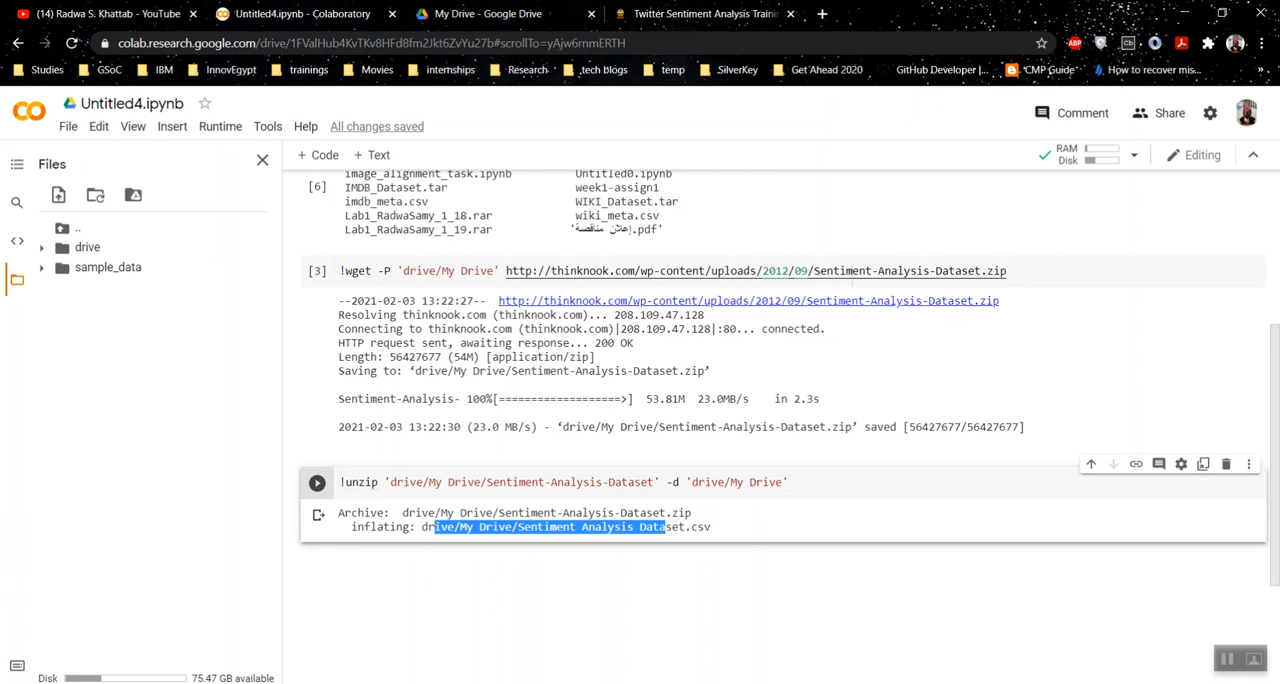 (14) Radwa S. Khattab - YouTube
Untitled4.ipynb - Colaboratory
My Drive - Google Drive
Twitter Sentiment Analysis Traini
colab.research.google.com/drive/1FValHub4KvTKv8HFd8fm2Jkt6ZvYu27b#scrollTo=yAjw6rnmERTH
Studies
GSoC
IBM
InnovEgypt
trainings
Movies
internships
Research
tech blogs
temp
SilverKey
Get Ahead 2020
GitHub Developer |...
"CMP Guide"
How to recover mis...
Untitled4.ipynb
Comment
Share
File Edit View Insert Runtime Tools Help All changes saved
Files
+ Code + Text
RAM
Disk
Editing
..
drive
sample_data
image_alignment_task.ipynb Untitled0.ipynb
[6] IMDB_Dataset.tar week1-assign1
imdb_meta.csv WIKI_Dataset.tar
Lab1_RadwaSamy_1_18.rar wiki_meta.csv
Lab1_RadwaSamy_1_19.rar 'إعلان مناقصة.pdf'
[3] !wget -P 'drive/My Drive' http://thinknook.com/wp-content/uploads/2012/09/Sentiment-Analysis-Dataset.zip
--2021-02-03 13:22:27-- http://thinknook.com/wp-content/uploads/2012/09/Sentiment-Analysis-Dataset.zip
Resolving thinknook.com (thinknook.com)... 208.109.47.128
Connecting to thinknook.com (thinknook.com)|208.109.47.128|:80... connected.
HTTP request sent, awaiting response... 200 OK
Length: 56427677 (54M) [application/zip]
Saving to: ‘drive/My Drive/Sentiment-Analysis-Dataset.zip’
Sentiment-Analysis- 100%[===================>] 53.81M 23.0MB/s in 2.3s
2021-02-03 13:22:30 (23.0 MB/s) - ‘drive/My Drive/Sentiment-Analysis-Dataset.zip’ saved [56427677/56427677]
!unzip 'drive/My Drive/Sentiment-Analysis-Dataset' -d 'drive/My Drive'
Archive: drive/My Drive/Sentiment-Analysis-Dataset.zip
inflating: drive/My Drive/Sentiment Analysis Dataset.csv
Disk 75.47 GB available